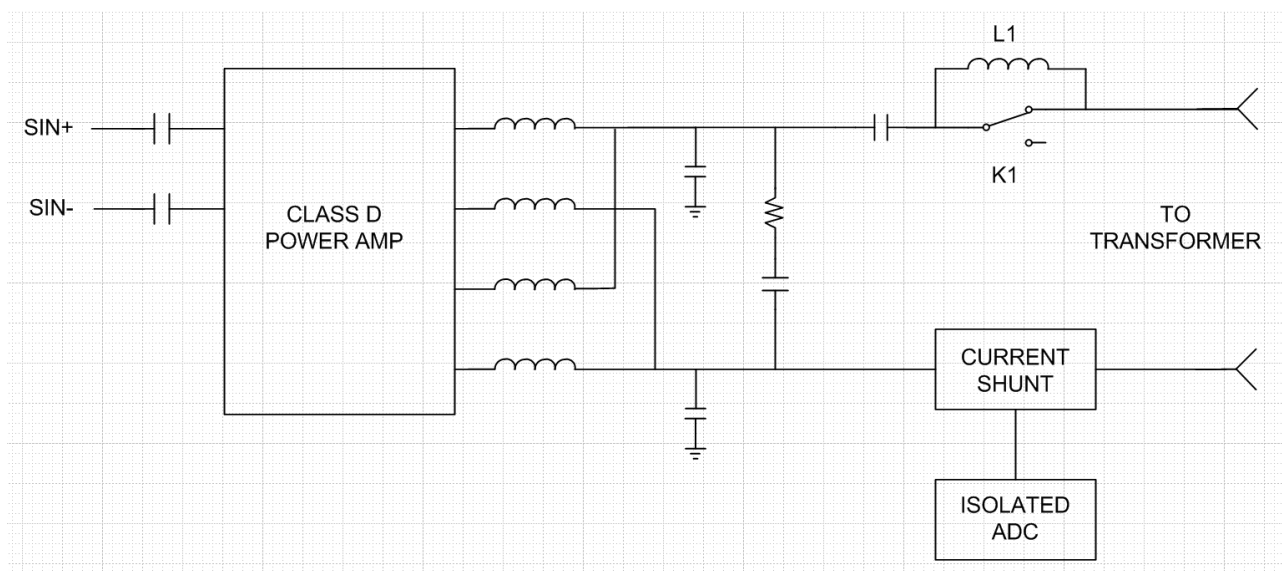 L1
SIN+
K1
SIN-
CLASS D
POWER AMP
TO
TRANSFORMER
CURRENT
SHUNT
ISOLATED
ADC